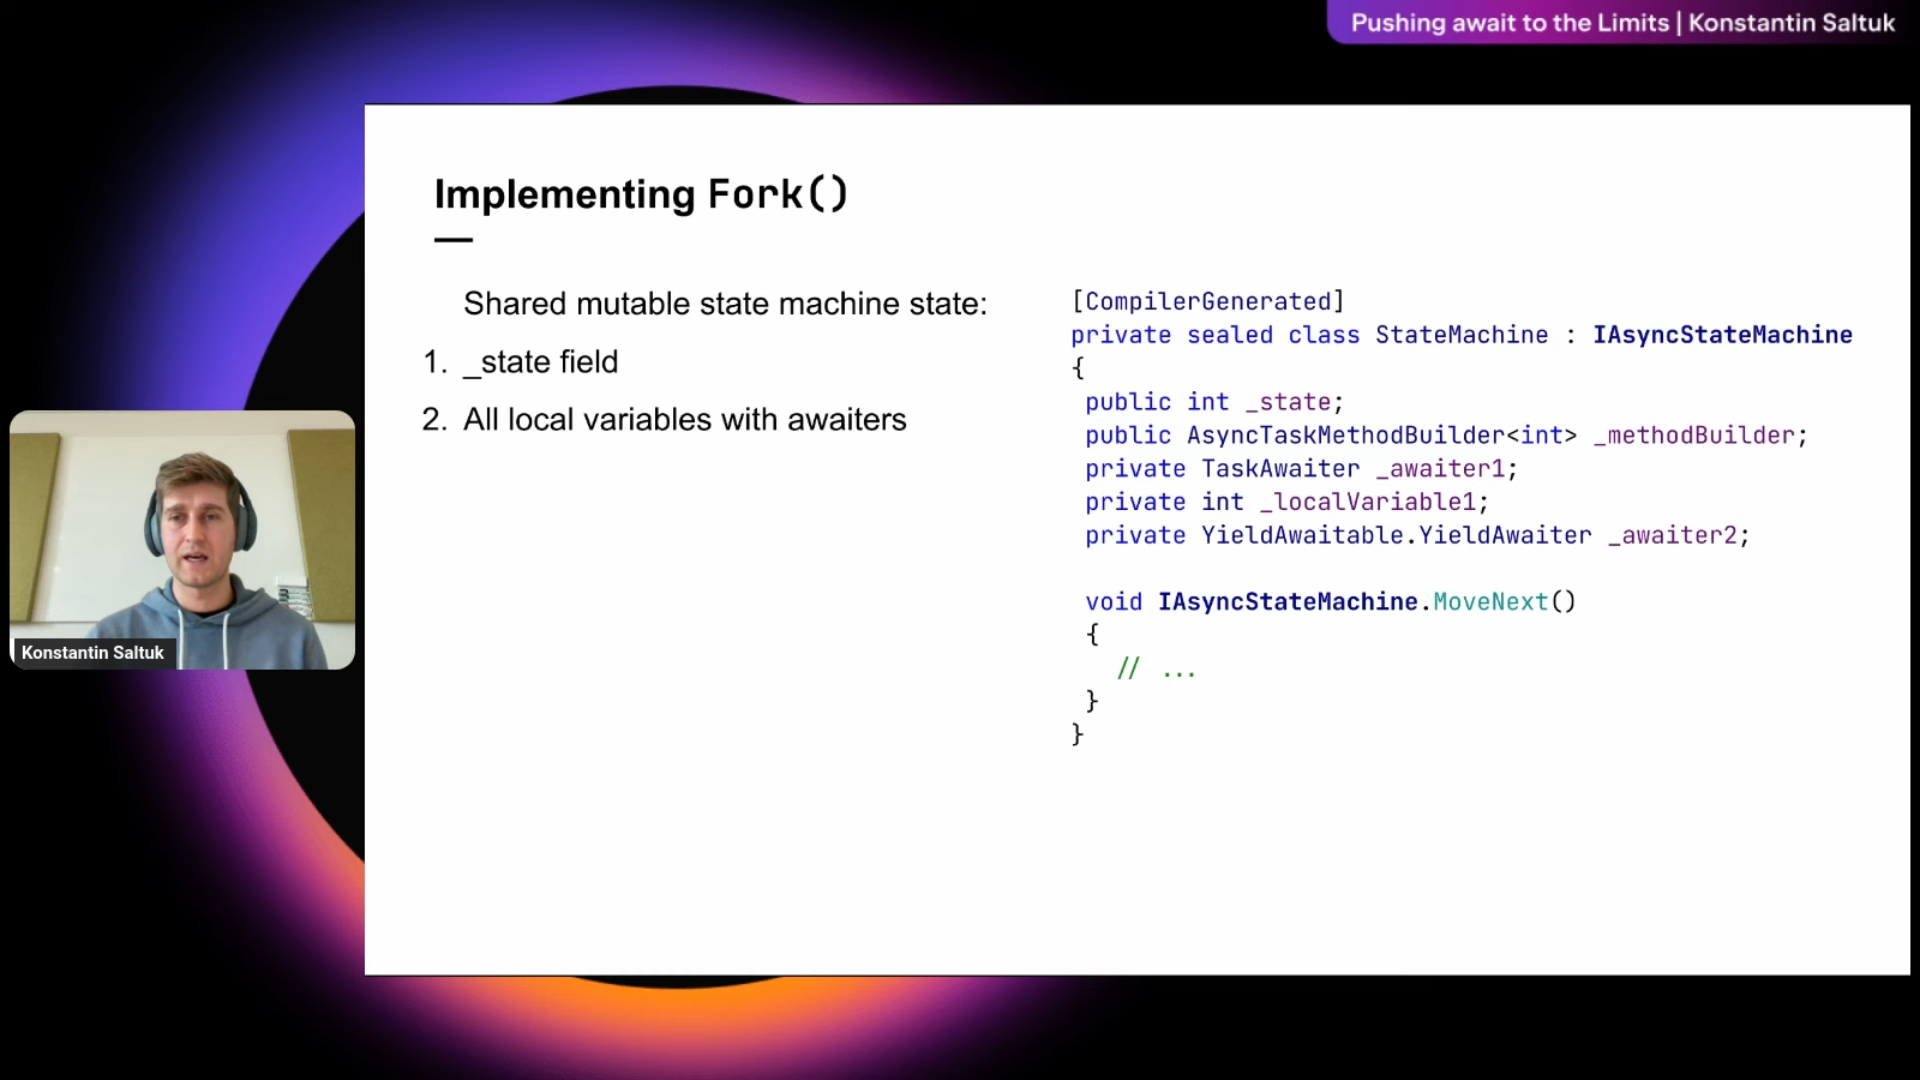 Pushing await to the Limits | Konstantin Saltuk
Implementing Fork()
Shared mutable state machine state:
1. _state field
2. All local variables with awaiters
[CompilerGenerated]
private sealed class StateMachine : IAsyncStateMachine
{
public int _state;
public AsyncTaskMethodBuilder<int> _methodBuilder;
private TaskAwaiter _awaiter1;
private int _localVariable1;
private YieldAwaitable.YieldAwaiter _awaiter2;
void IAsyncStateMachine.MoveNext()
{
// ...
}
}
Konstantin Saltuk